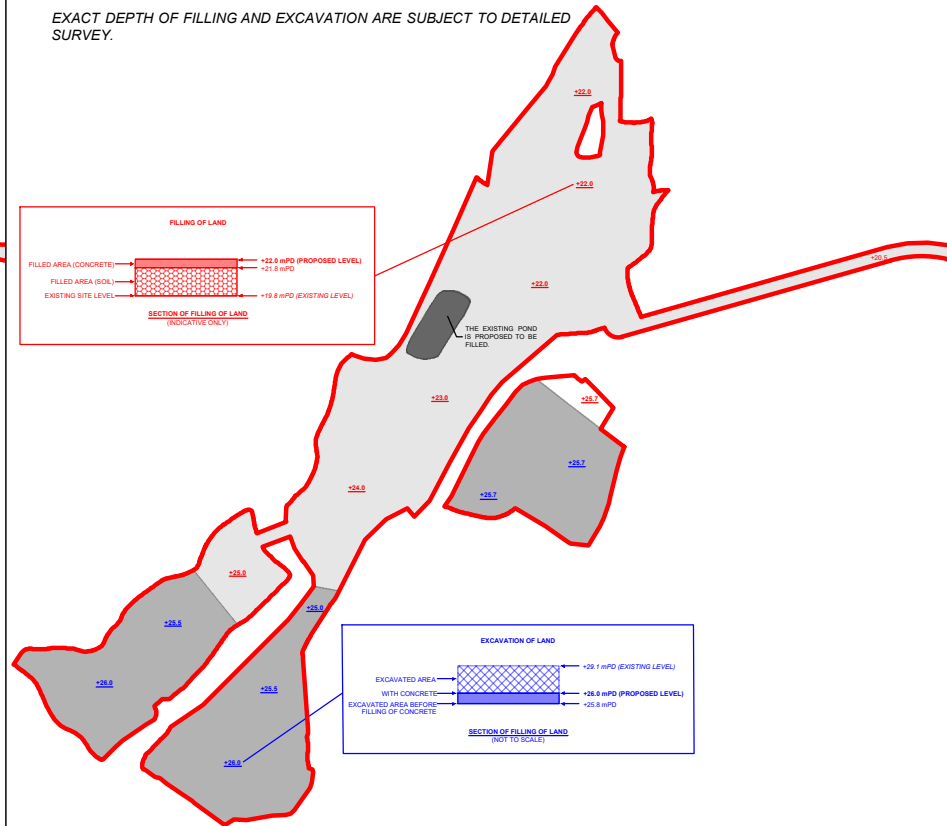 EXACT DEPTH OF FILLING AND EXCAVATION ARE SUBJECT TO DETAILED
SURVEY.
+22.0
+22.0
FILLING OF LAND
FILLED AREA (CONCRETE)
+22.0 mPD (PROPOSED LEVEL)
+21.8 mPD
FILLED AREA (SOIL)
EXISTING SITE LEVEL
+19.8 mPD (EXISTING LEVEL)
SECTION OF FILLING OF LAND
(INDICATIVE ONLY)
+20.5
+22.0
THE EXISTING POND
IS PROPOSED TO BE
FILLED.
+23.0
+25.7
+25.7
+25.7
+24.0
+25.0
+25.0
+25.5
+26.0
+25.5
+26.0
EXCAVATION OF LAND
+29.1 mPD (EXISTING LEVEL)
EXCAVATED AREA
WITH CONCRETE
+26.0 mPD (PROPOSED LEVEL)
EXCAVATED AREA BEFORE
FILLING OF CONCRETE
+25.8 mPD
SECTION OF FILLING OF LAND
(NOT TO SCALE)